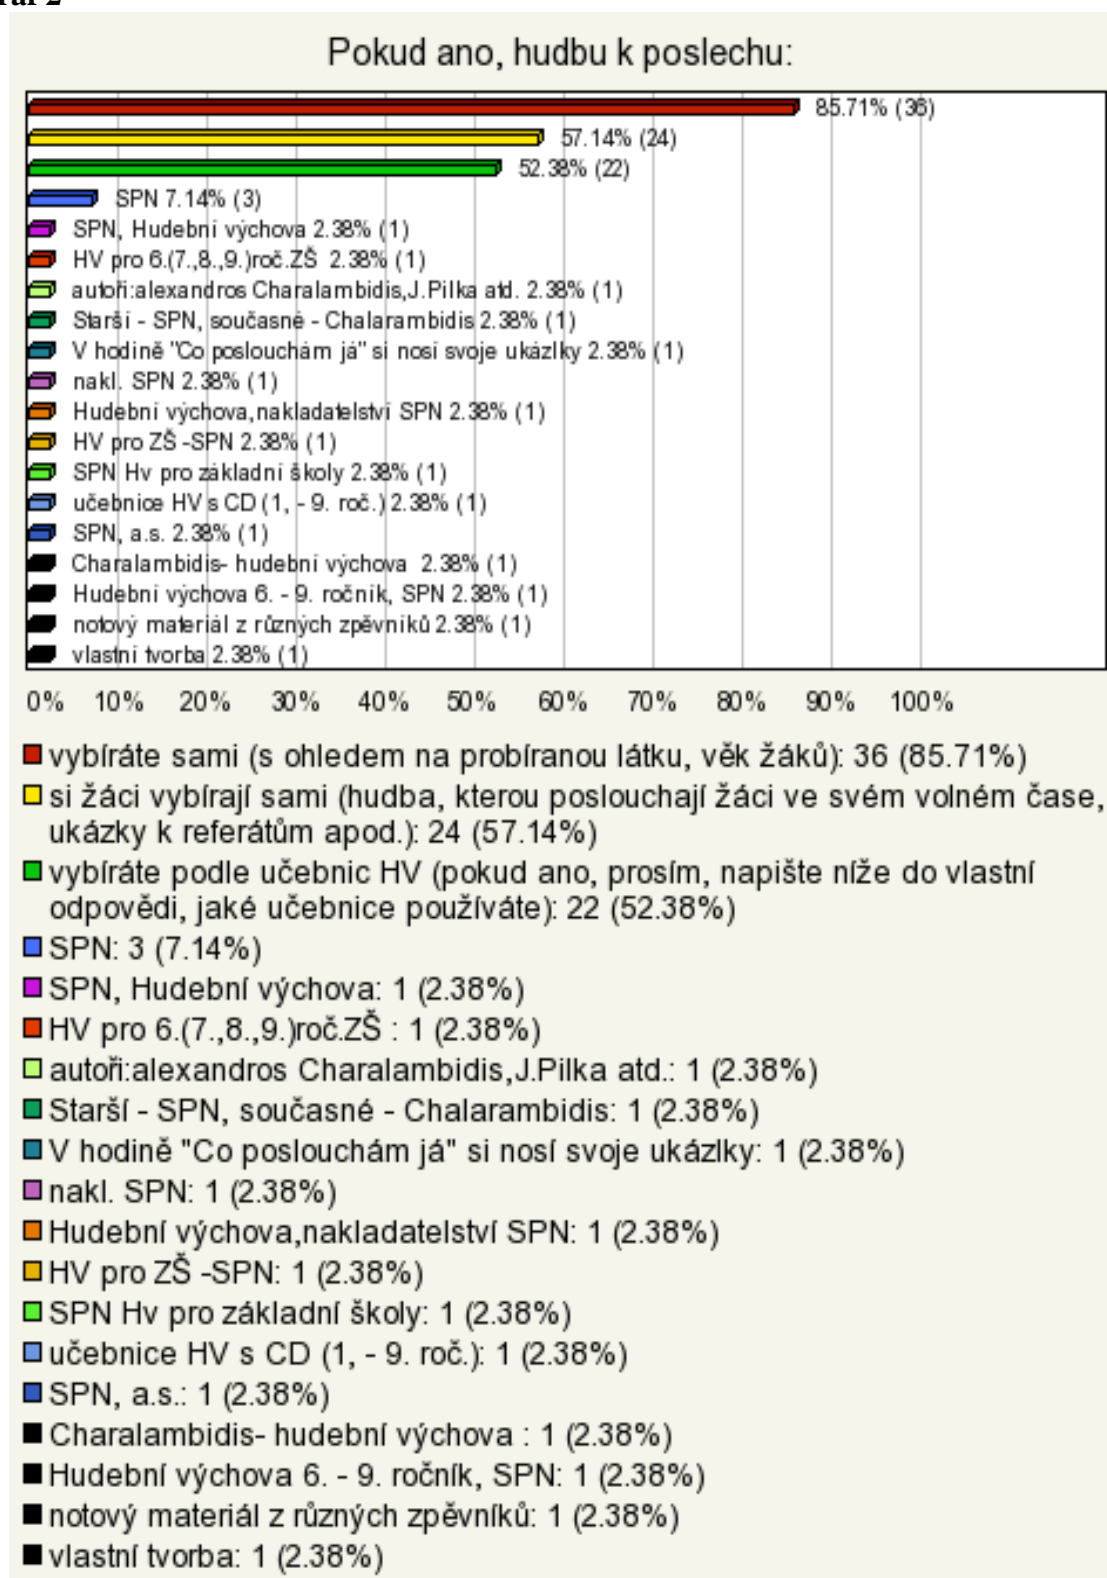 Pokud ano, hudbu k poslechu:
85.71% (36)
57.14% (24)
52.38% (22)
SPN 7.14% (3)
SPN, Hudební výchova 2.38% (1)
HV pro 6.(7.,8.,9.)roč.ZŠ 2.38% (1)
autoři:alexandros Charalambidis,J.Pilka atd. 2.38% (1)
Starší - SPN, současné - Chalarambidis 2.38% (1)
V hodině "Co poslouchám já" si nosí svoje ukázlky 2.38% (1)
nakl. SPN 2.38% (1)
Hudební výchova,nakladatelství SPN 2.38% (1)
HV pro ZŠ -SPN 2.38% (1)
SPN Hv pro základní školy 2.38% (1)
učebnice HV s CD (1, - 9. roč.) 2.38% (1)
SPN, a.s. 2.38% (1)
Charalambidis- hudební výchova 2.38% (1)
Hudební výchova 6. - 9. ročník, SPN 2.38% (1)
notový materiál z různých zpěvníků 2.38% (1)
vlastní tvorba 2.38% (1)
0% 10% 20% 30% 40% 50% 60% 70% 80% 90% 100%
vybíráte sami (s ohledem na probíranou látku, věk žáků): 36 (85.71%)
si žáci vybírají sami (hudba, kterou poslouchají žáci ve svém volném čase,
ukázky k referátům apod.): 24 (57.14%)
vybíráte podle učebnic HV (pokud ano, prosím, napište níže do vlastní
odpovědi, jaké učebnice používáte): 22 (52.38%)
SPN: 3 (7.14%)
SPN, Hudební výchova: 1 (2.38%)
HV pro 6.(7.,8.,9.)roč.ZŠ : 1 (2.38%)
autoři:alexandros Charalambidis,J.Pilka atd.: 1 (2.38%)
Starší - SPN, současné - Chalarambidis: 1 (2.38%)
V hodině "Co poslouchám já" si nosí svoje ukázlky: 1 (2.38%)
nakl. SPN: 1 (2.38%)
Hudební výchova,nakladatelství SPN: 1 (2.38%)
HV pro ZŠ -SPN: 1 (2.38%)
SPN Hv pro základní školy: 1 (2.38%)
učebnice HV s CD (1, - 9. roč.): 1 (2.38%)
SPN, a.s.: 1 (2.38%)
Charalambidis- hudební výchova : 1 (2.38%)
Hudební výchova 6. - 9. ročník, SPN: 1 (2.38%)
notový materiál z různých zpěvníků: 1 (2.38%)
vlastní tvorba: 1 (2.38%)